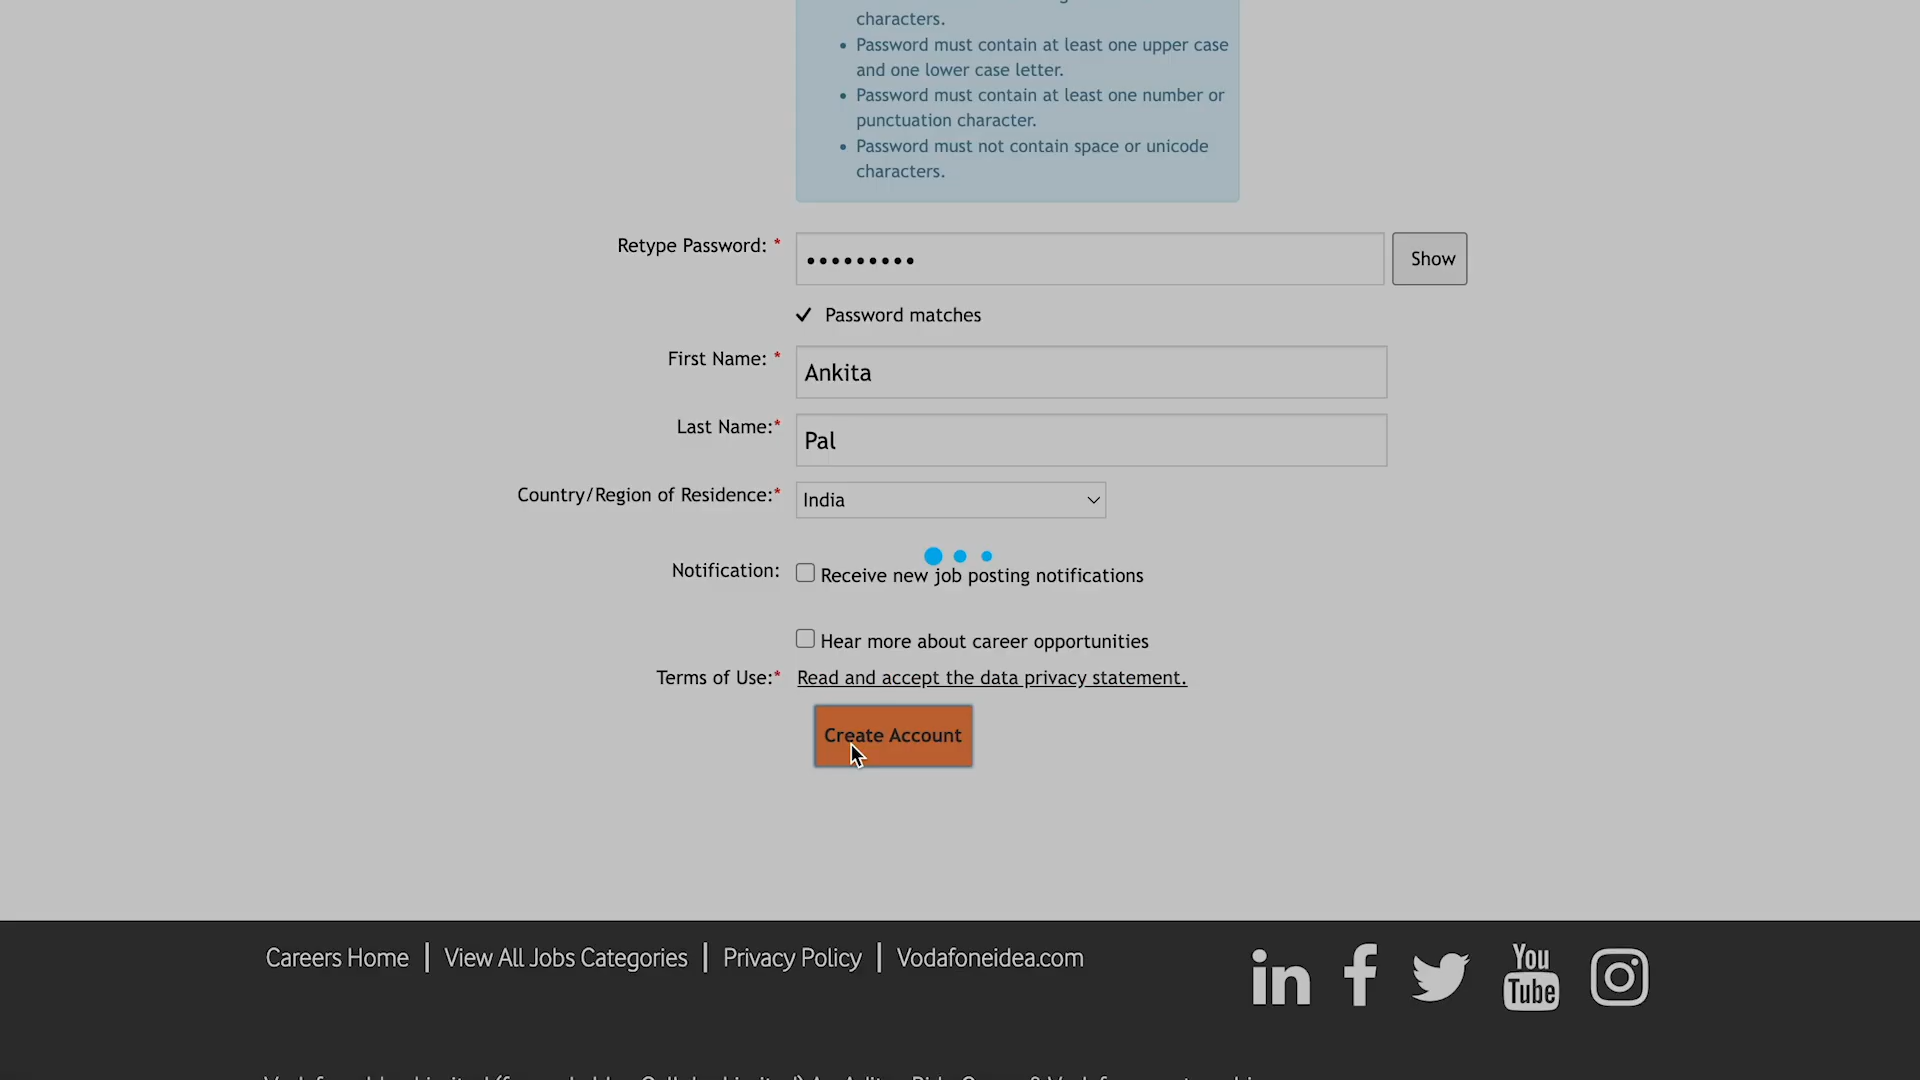 characters.
• Password must contain at least one upper case
and one lower case letter.
• Password must contain at least one number or
punctuation character.
• Password must not contain space or unicode
characters.
Retype Password: *
•••••••••
Show
✓ Password matches
First Name: *
Ankita
Last Name:*
Pal
Country/Region of Residence:*
India
Notification:
Receive new job posting notifications
Hear more about career opportunities
Terms of Use:*
Read and accept the data privacy statement.
Create Account
Careers Home | View All Jobs Categories | Privacy Policy | Vodafoneidea.com
in
f
You
Tube